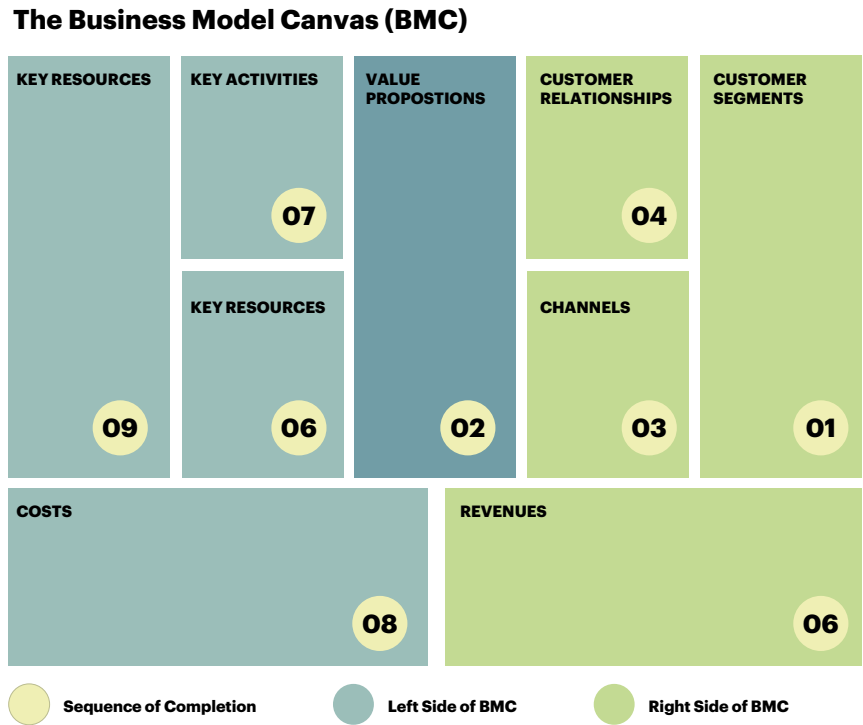 The Business Model Canvas (BMC)
KEY RESOURCES
09
KEY ACTIVITIES
07
KEY RESOURCES
06
VALUE
PROPOSTIONS
02
CUSTOMER
RELATIONSHIPS
04
CHANNELS
03
CUSTOMER
SEGMENTS
01
COSTS
08
REVENUES
06
Sequence of Completion
Left Side of BMC
Right Side of BMC